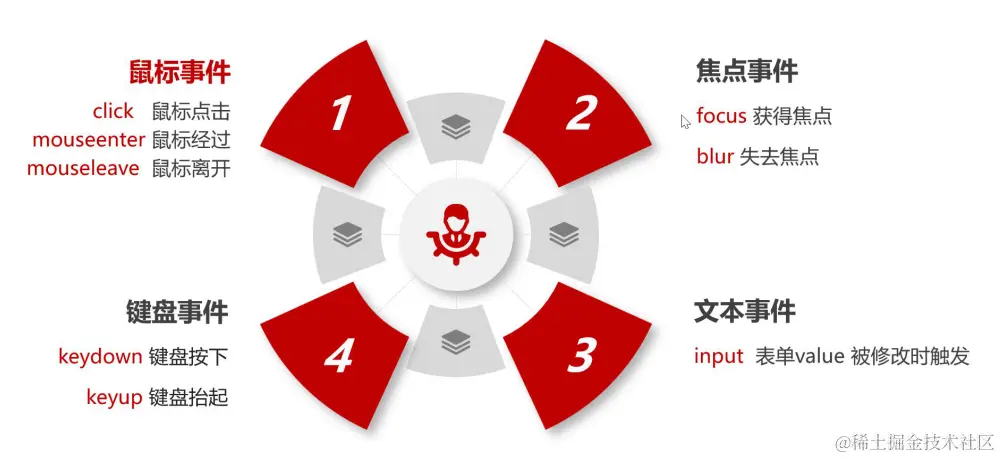 鼠标事件
click 鼠标点击
mouseenter 鼠标经过
mouseleave 鼠标离开
1
2
焦点事件
focus 获得焦点
blur 失去焦点
键盘事件
keydown 键盘按下
keyup 键盘抬起
4
3
文本事件
input 表单value 被修改时触发
@稀土掘金技术社区